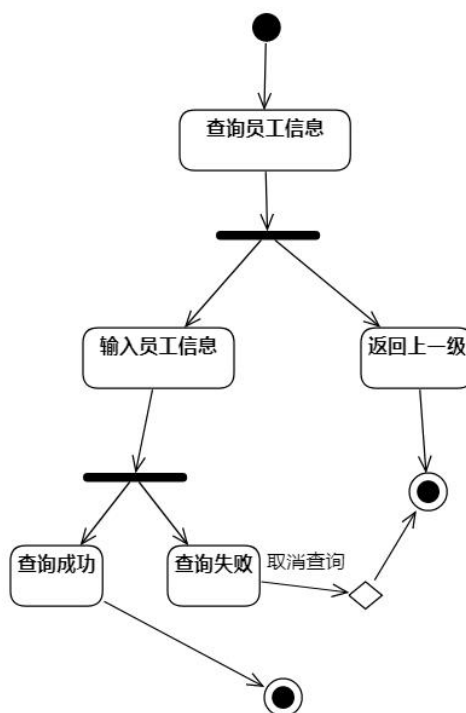 查询员工信息
输入员工信息
返回上一级
查询成功
查询失败
取消查询